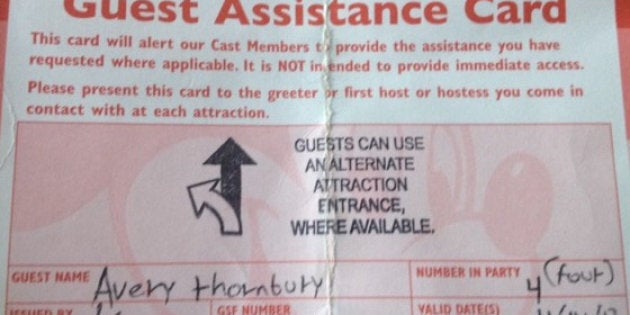 Guest Assistance Card
This card will alert our Cast Members to provide the assistance you have
requested where applicable. It is NOT intended to provide immediate access.
Please present this card to the greeter or first host or hostess you come in
contact with at each attraction.
GUESTS CAN USE
AN ALTERNATE
ATTRACTION
ENTRANCE,
WHERE AVAILABLE.
GUEST NAME Avery Thornbury NUMBER IN PARTY 4 (four)
ISSUED BY GSF NUMBER VALID DATE(S)